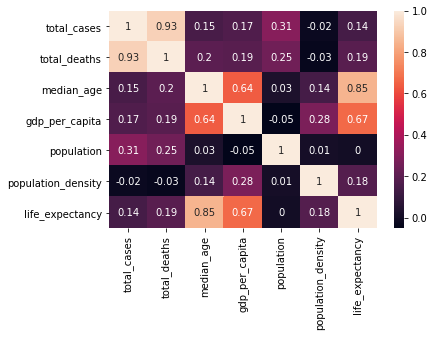 total_cases 1 0.93 0.15 0.17 0.31 -0.02 0.14
total_deaths 0.93 1 0.2 0.19 0.25 -0.03 0.19
median_age 0.15 0.2 1 0.64 0.03 0.14 0.85
gdp_per_capita 0.17 0.19 0.64 1 -0.05 0.28 0.67
population 0.31 0.25 0.03 -0.05 1 0.01 0
population_density -0.02 -0.03 0.14 0.28 0.01 1 0.18
life_expectancy 0.14 0.19 0.85 0.67 0 0.18 1
total_cases
total_deaths
median_age
gdp_per_capita
population
population_density
life_expectancy
1.0
0.8
0.6
0.4
0.2
0.0